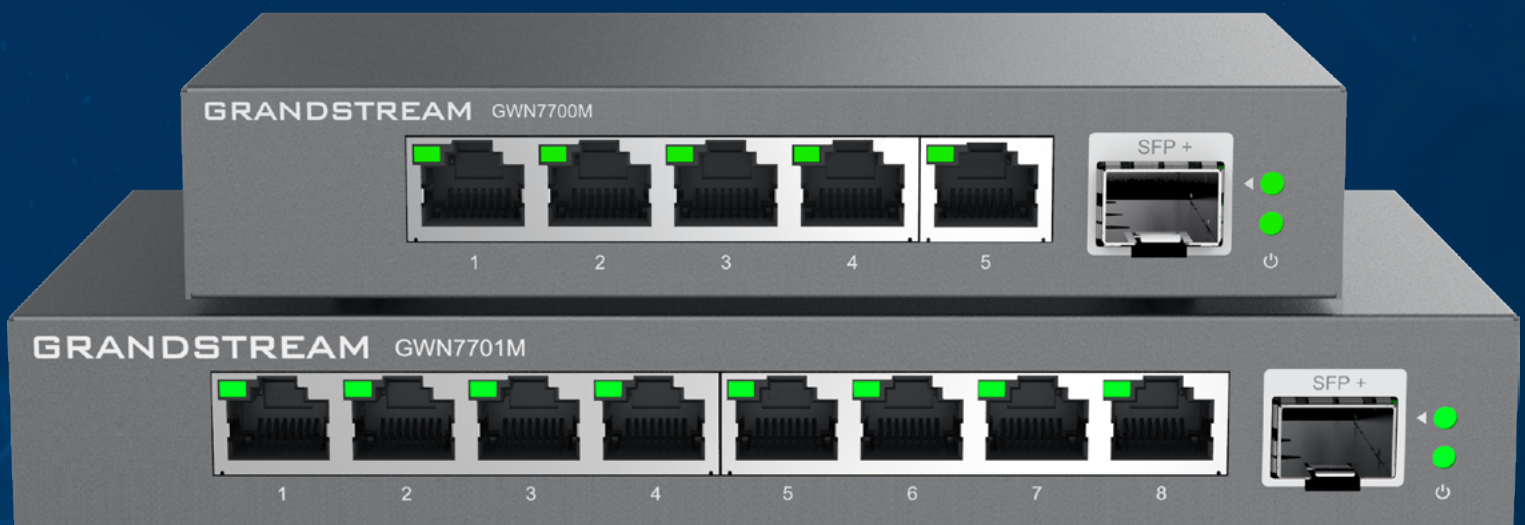 GRANDSTREAM GWN7700M
SFP +
1 2 3 4 5
GRANDSTREAM GWN7701M
SFP +
1 2 3 4 5 6 7 8